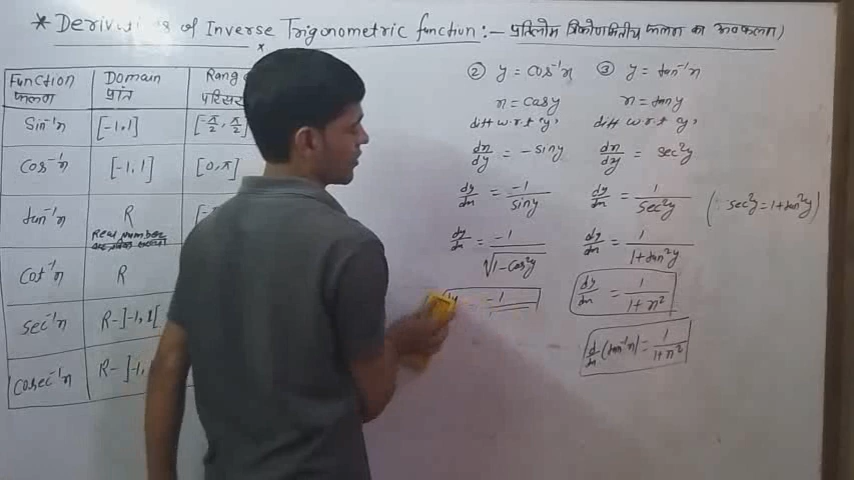 * Derivatives of Inverse Trigonometric function :- प्रतिलोम त्रिकोणमितीय फलन का अवकलन)
Function Domain Rang
फलन प्रांत परिसर
Sin⁻¹x [-1,1] [-π/2, π/2]
Cos⁻¹x [-1,1] [0,π]
tan⁻¹x R [-
Real number
Cot⁻¹x R
sec⁻¹x R-]-1,1[
Cosec⁻¹x R-]-1,
② y = cos⁻¹x
x = cosy
diff w.r.t 'y'
dx/dy = -siny
dy/dx = -1/siny
dy/dx = -1/√1-cos²y
-1
③ y = tan⁻¹x
x = tany
diff w.r.t y,
dx/dy = sec²y
dy/dx = 1/sec²y (∵ sec²y = 1+tan²y)
dy/dx = 1/1+tan²y
dy/dx = 1/1+x²
d/dx (tan⁻¹x) = 1/1+x²